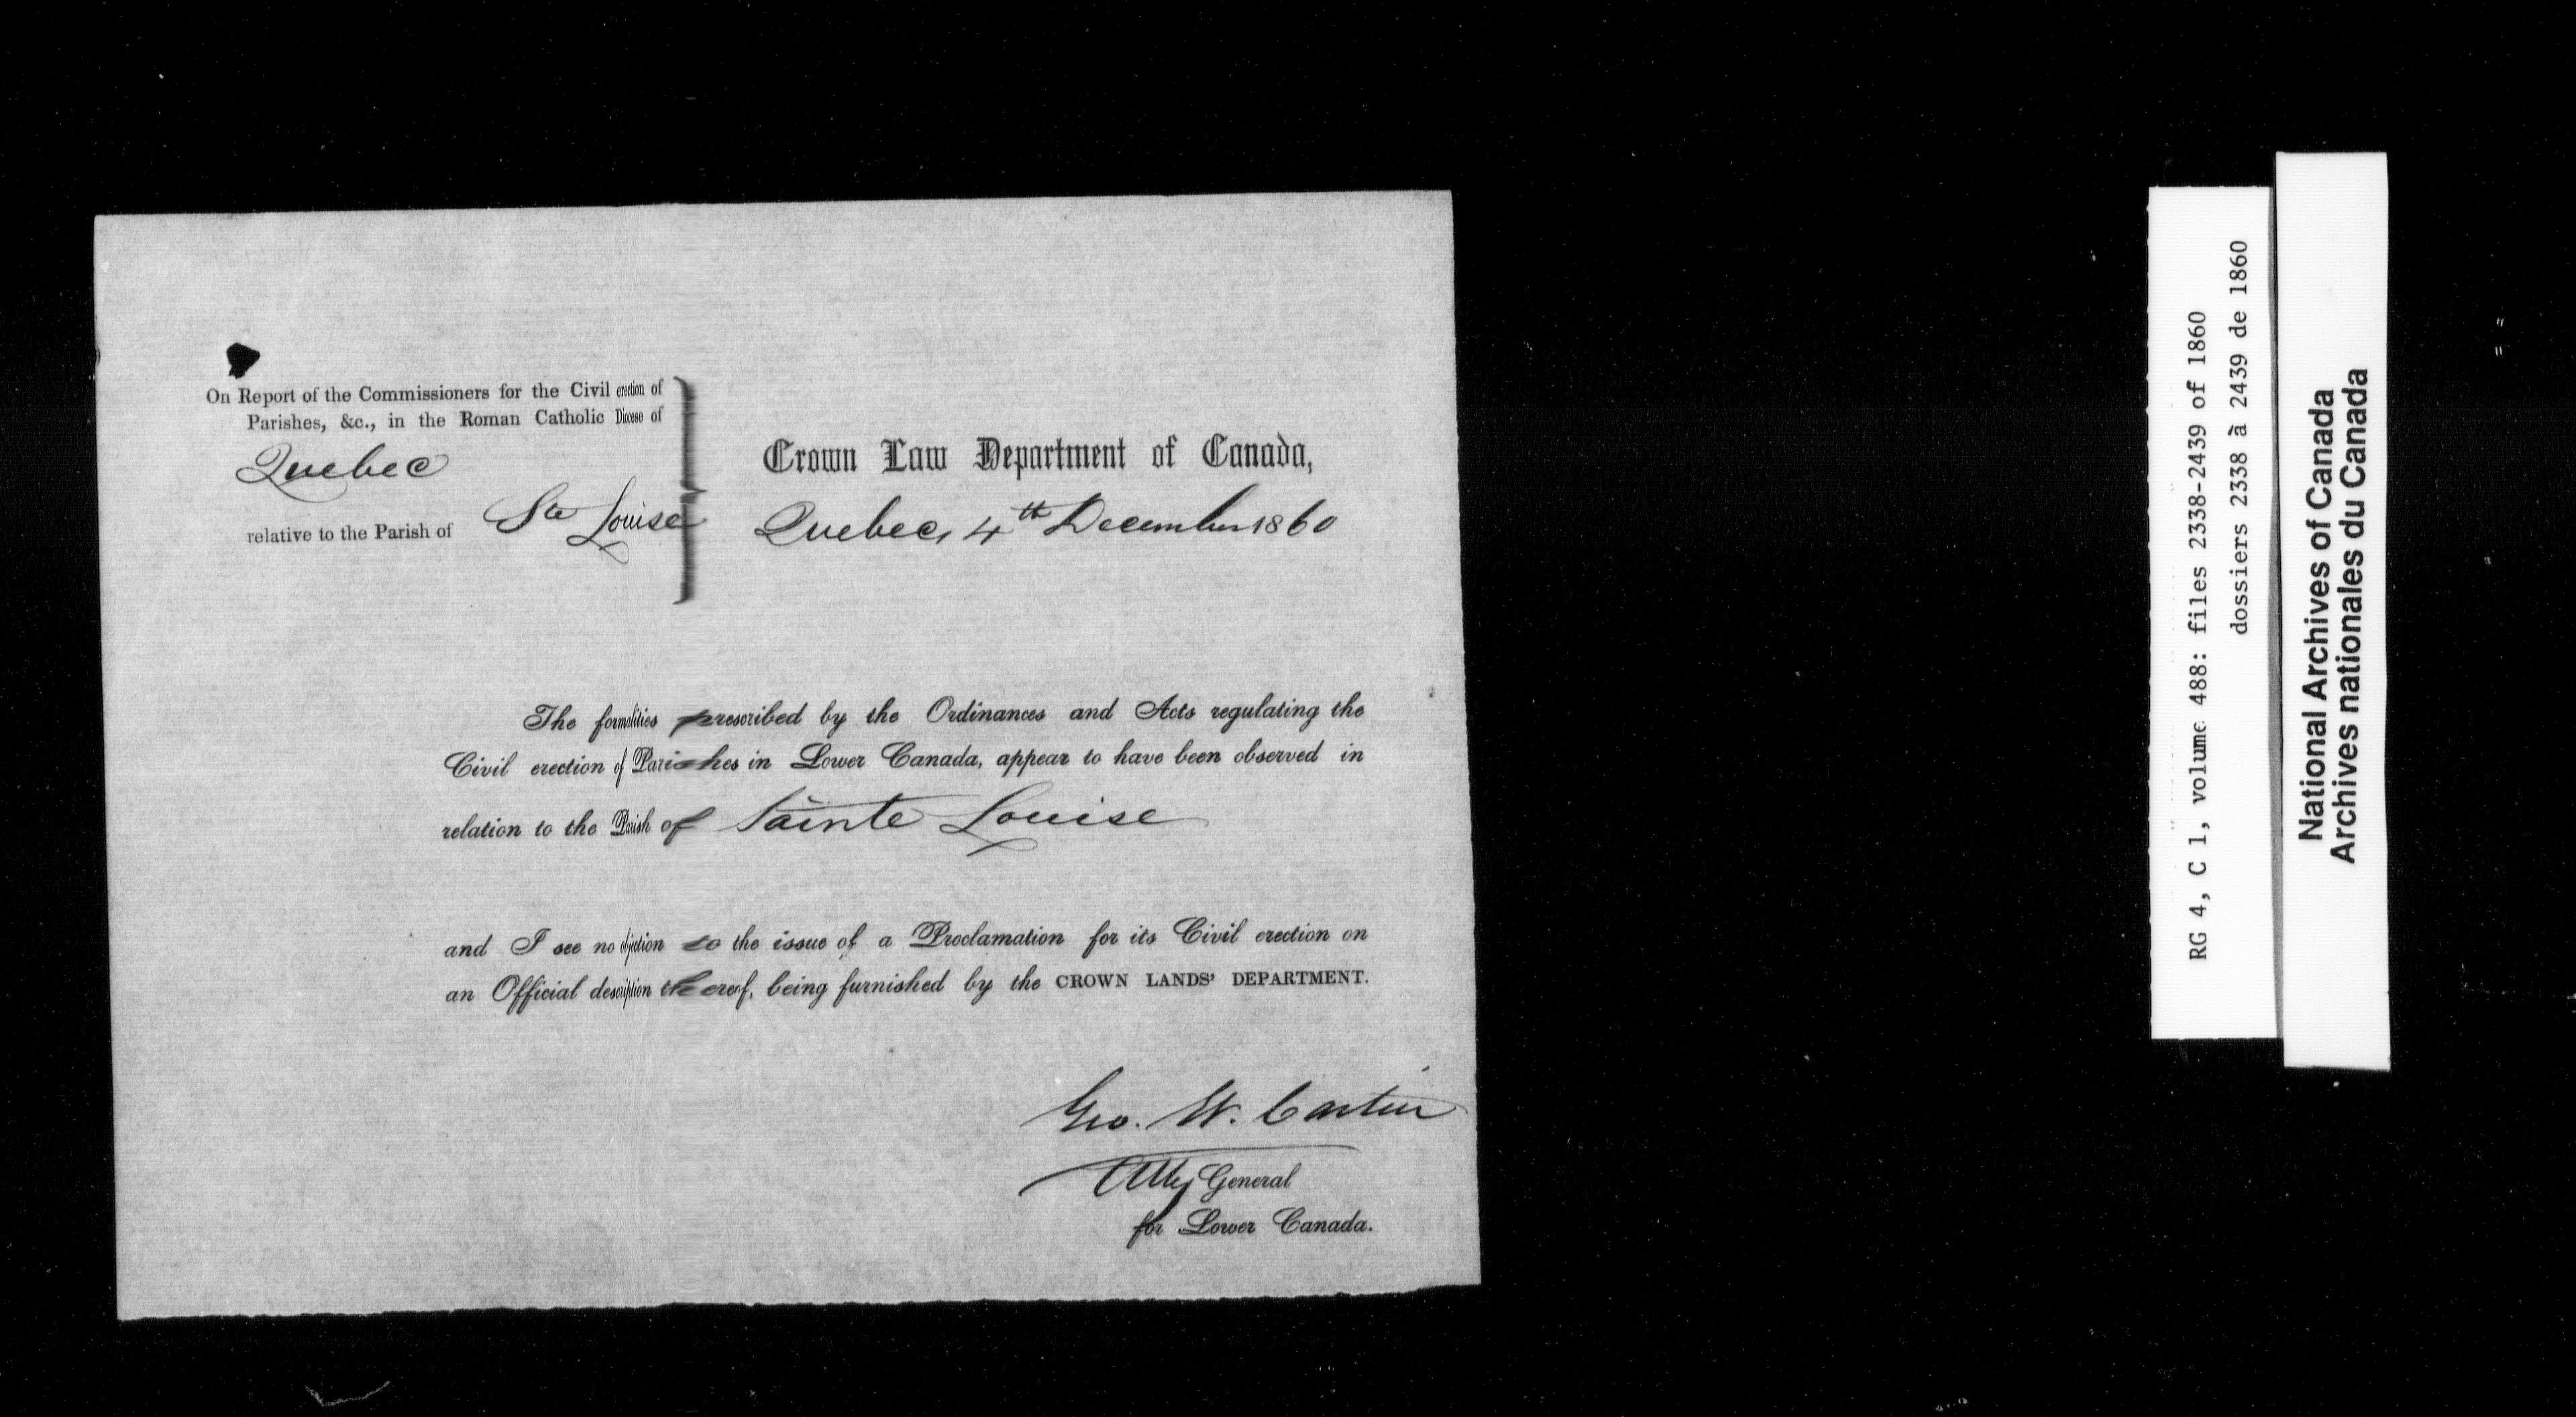 On Report of the Commissioners for the Civil erection of
Parishes, &c., in the Roman Catholic Diocese of
Quebec
relative to the Parish of Ste Louise
Crown Law Department of Canada,
Quebec, 4th December 1860
The formalities prescribed by the Ordinances and Acts regulating the
Civil erection of Parishes in Lower Canada, appear to have been observed in
relation to the Parish of Sainte Louise
and I see no objection to the issue of a Proclamation for its Civil erection on
an Official description thereof, being furnished by the CROWN LANDS' DEPARTMENT.
Geo. Et. Cartier
Atty General
for Lower Canada.
RG 4, C 1, volume 488: files 2338-2439 of 1860
dossiers 2338 à 2439 de 1860
National Archives of Canada
Archives nationales du Canada